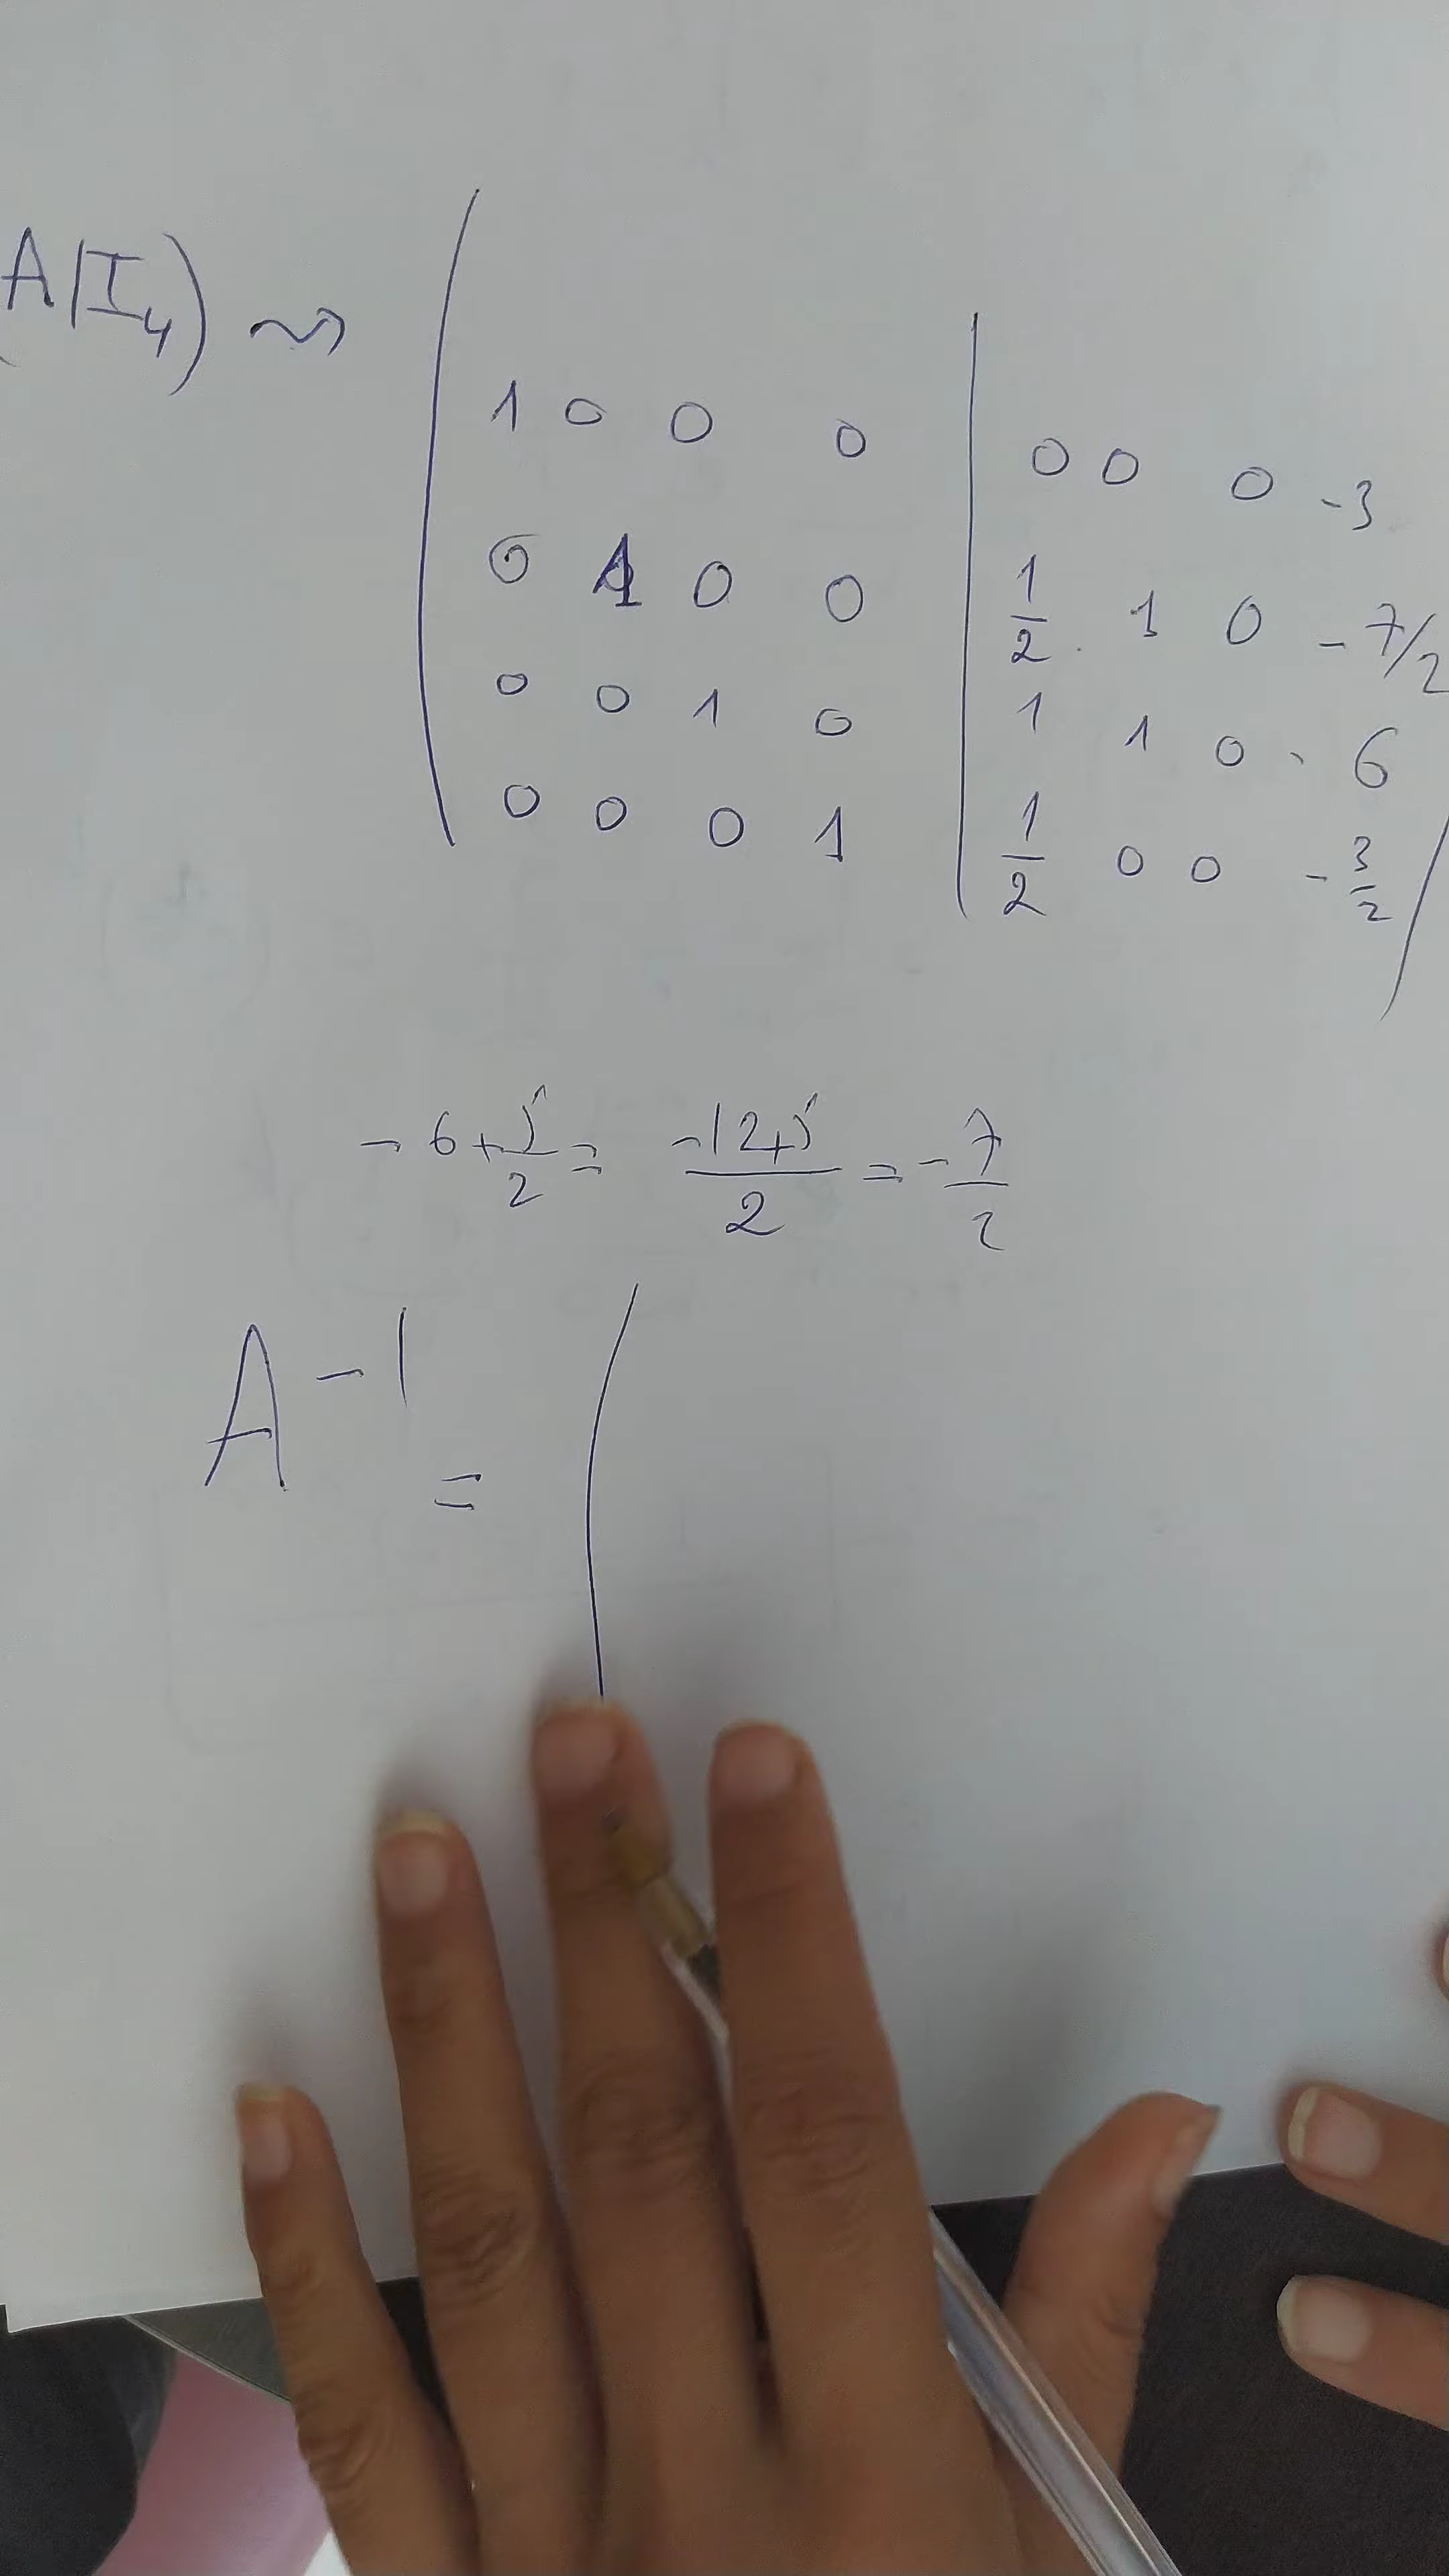 (A|I₄) ⇝
1 0 0 0 | 0 0 0 -3
0 1 0 0 | 1/2 1 0 -7/2
0 0 1 0 | 1 1 0 - 6
0 0 0 1 | 1/2 0 0 -3/2
-6+5/2 = -12+5/2 = -7/2
A⁻¹ = (